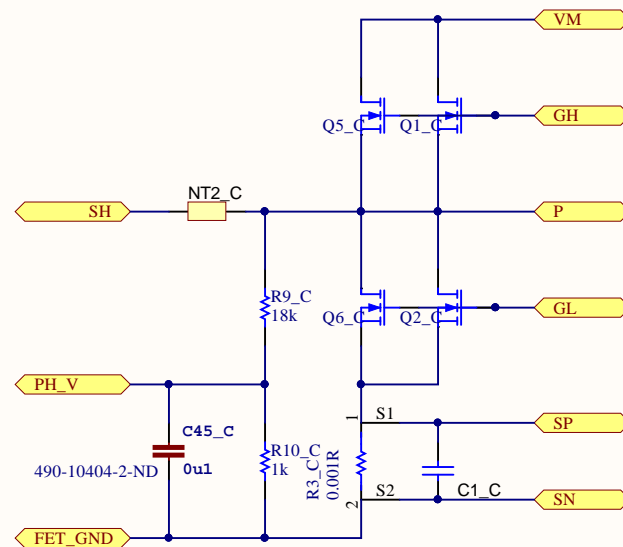 VM
Q5_C
Q1_C
GH
NT2_C
SH
P
R9_C
18k
Q6_C
Q2_C
GL
PH_V
C45_C
490-10404-2-ND
0u1
R10_C
1k
1
S1
SP
R3_C
0.001R
C1_C
2
S2
SN
FET_GND